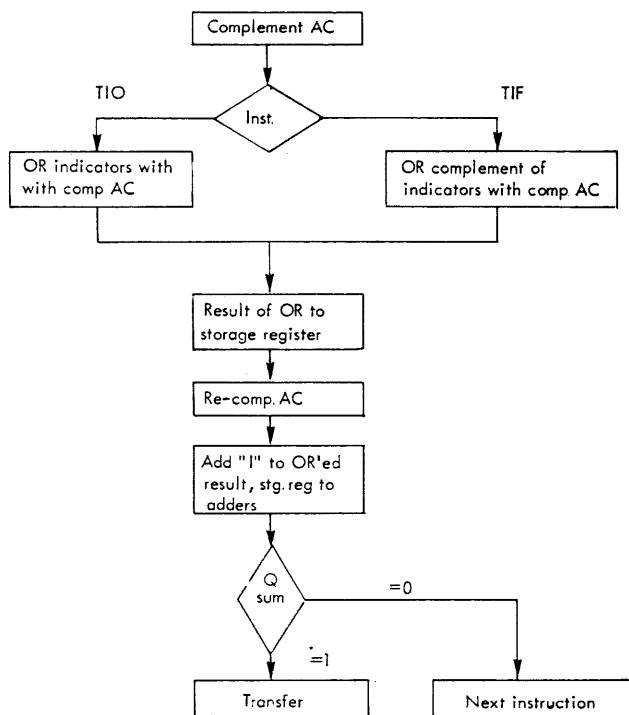 Complement AC
TIO
Inst.
TIF
OR indicators with
with comp AC
OR complement of
indicators with comp. AC
Result of OR to
storage register
Re-comp. AC
Add "1" to OR'ed
result, stg. reg to
adders
Q
sum
=0
=1
Transfer
Next instruction